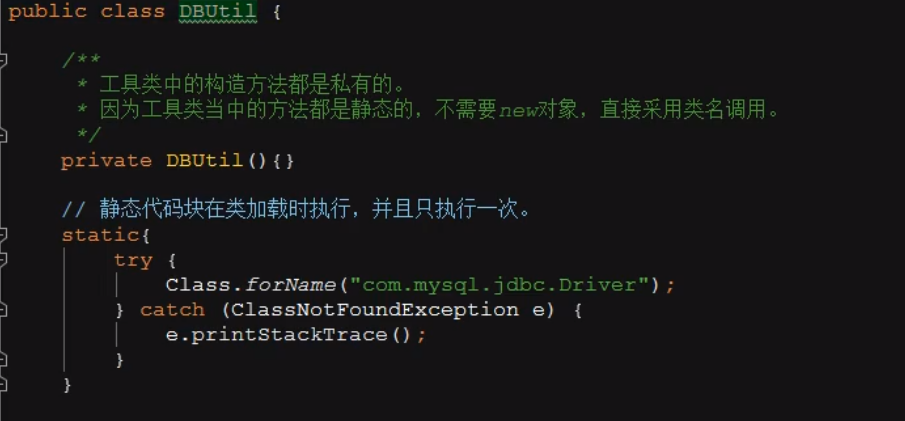 public class DBUtil {
/**
* 工具类中的构造方法都是私有的。
* 因为工具类当中的方法都是静态的，不需要new对象，直接采用类名调用。
*/
private DBUtil(){}
// 静态代码块在类加载时执行，并且只执行一次。
static{
try {
Class.forName("com.mysql.jdbc.Driver");
} catch (ClassNotFoundException e) {
e.printStackTrace();
}
}